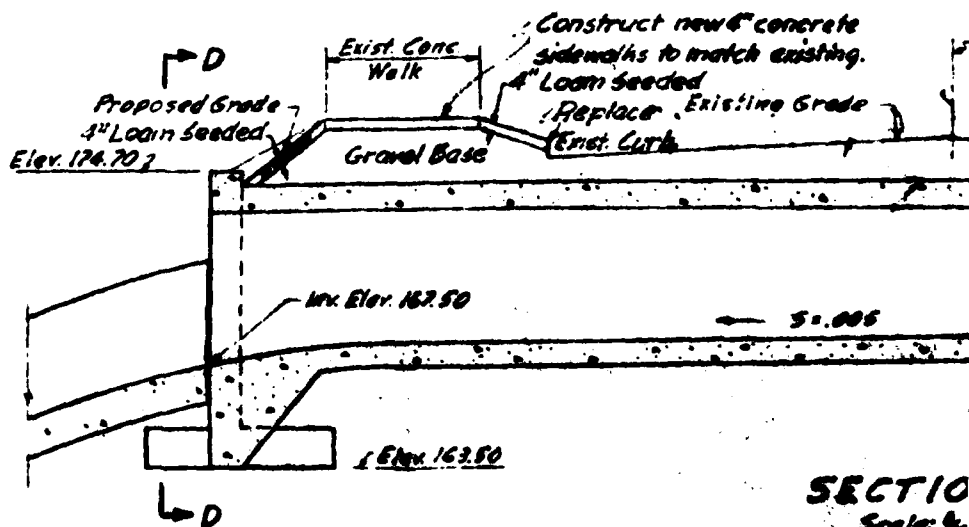 D
Exist. Conc
Walk
Construct new 4" concrete
sidewalks to match existing.
4" Loam Seeded
Proposed Grade
4" Loam Seeded
Replace
Exist. Curb
Existing Grade
Elev. 174.70
Gravel Base
Inv. Elev. 167.50
S=.005
Elev. 163.50
D
SECTIO
Scale: